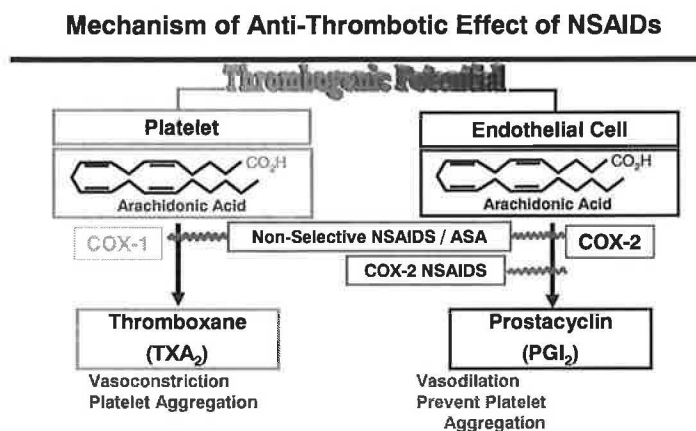 Mechanism of Anti-Thrombotic Effect of NSAIDs
Thrombogenic Potential
Platelet
Endothelial Cell
CO₂H
Arachidonic Acid
CO₂H
Arachidonic Acid
COX-1
Non-Selective NSAIDS / ASA
COX-2
COX-2 NSAIDS
Thromboxane
(TXA₂)
Prostacyclin
(PGI₂)
Vasoconstriction
Platelet Aggregation
Vasodilation
Prevent Platelet
Aggregation